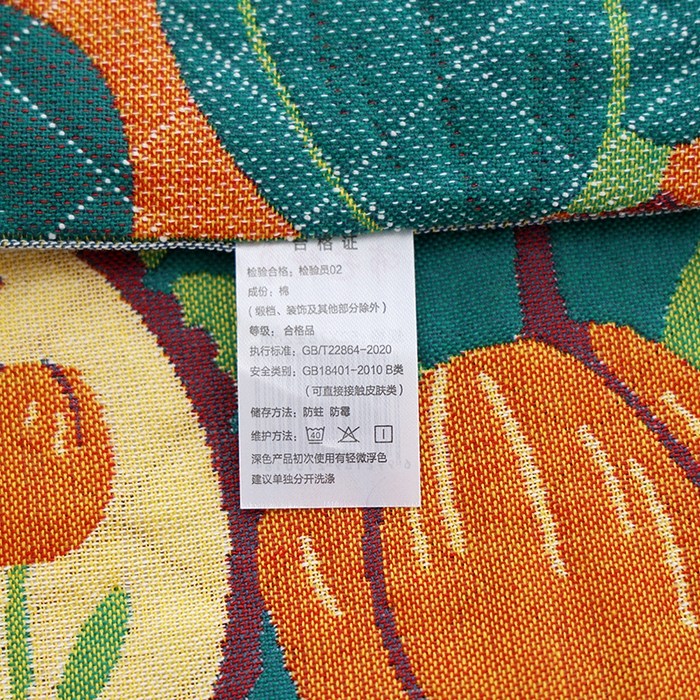 合格证
检验合格：检验员02
成份：棉
（缎档、装饰及其他部分除外）
等级：合格品
执行标准：GB/T22864-2020
安全类别：GB18401-2010 B类
（可直接接触皮肤类）
储存方法：防蛀 防霉
维护方法：40
深色产品初次使用有轻微浮色
建议单独分开洗涤